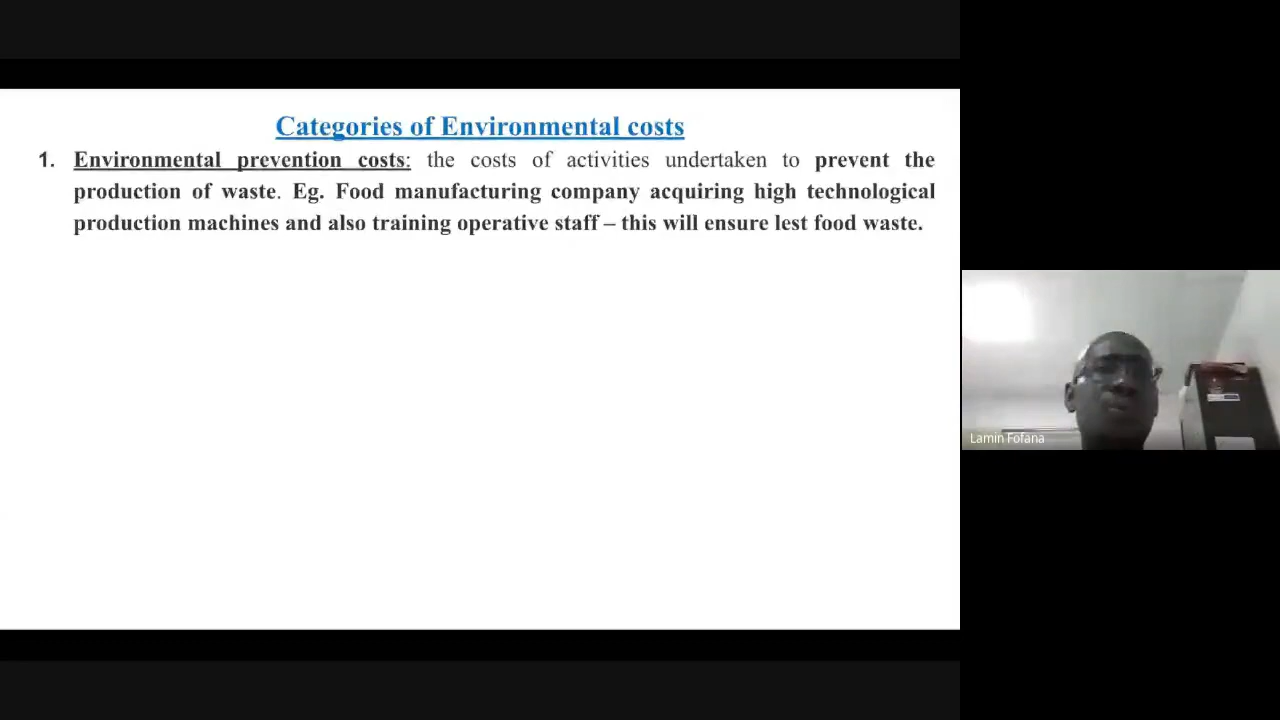 Categories of Environmental costs
1. Environmental prevention costs: the costs of activities undertaken to prevent the
production of waste. Eg. Food manufacturing company acquiring high technological
production machines and also training operative staff – this will ensure lest food waste.
Lamin Fofana